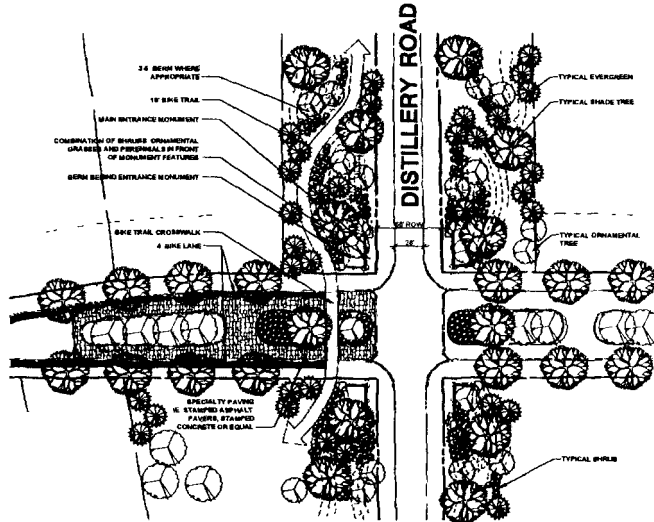 DISTILLERY ROAD
3-5' BERM WHERE
APPROPRIATE
10' BIKE TRAIL
MAIN ENTRANCE MONUMENT
COMBINATION OF SHRUBS ORNAMENTAL
GRASSES AND PERENNIALS IN FRONT
OF MONUMENT FEATURES
BERM BEHIND ENTRANCE MONUMENT
BIKE TRAIL CROSSWALK
BIKE LANE
TYPICAL EVERGREEN
TYPICAL SHADE TREE
ROW
28'
TYPICAL ORNAMENTAL
TREE
SPECIALTY PAVING
IE. STAMPED ASPHALT
PAVERS, STAMPED
CONCRETE OR EQUAL
TYPICAL SHRUB